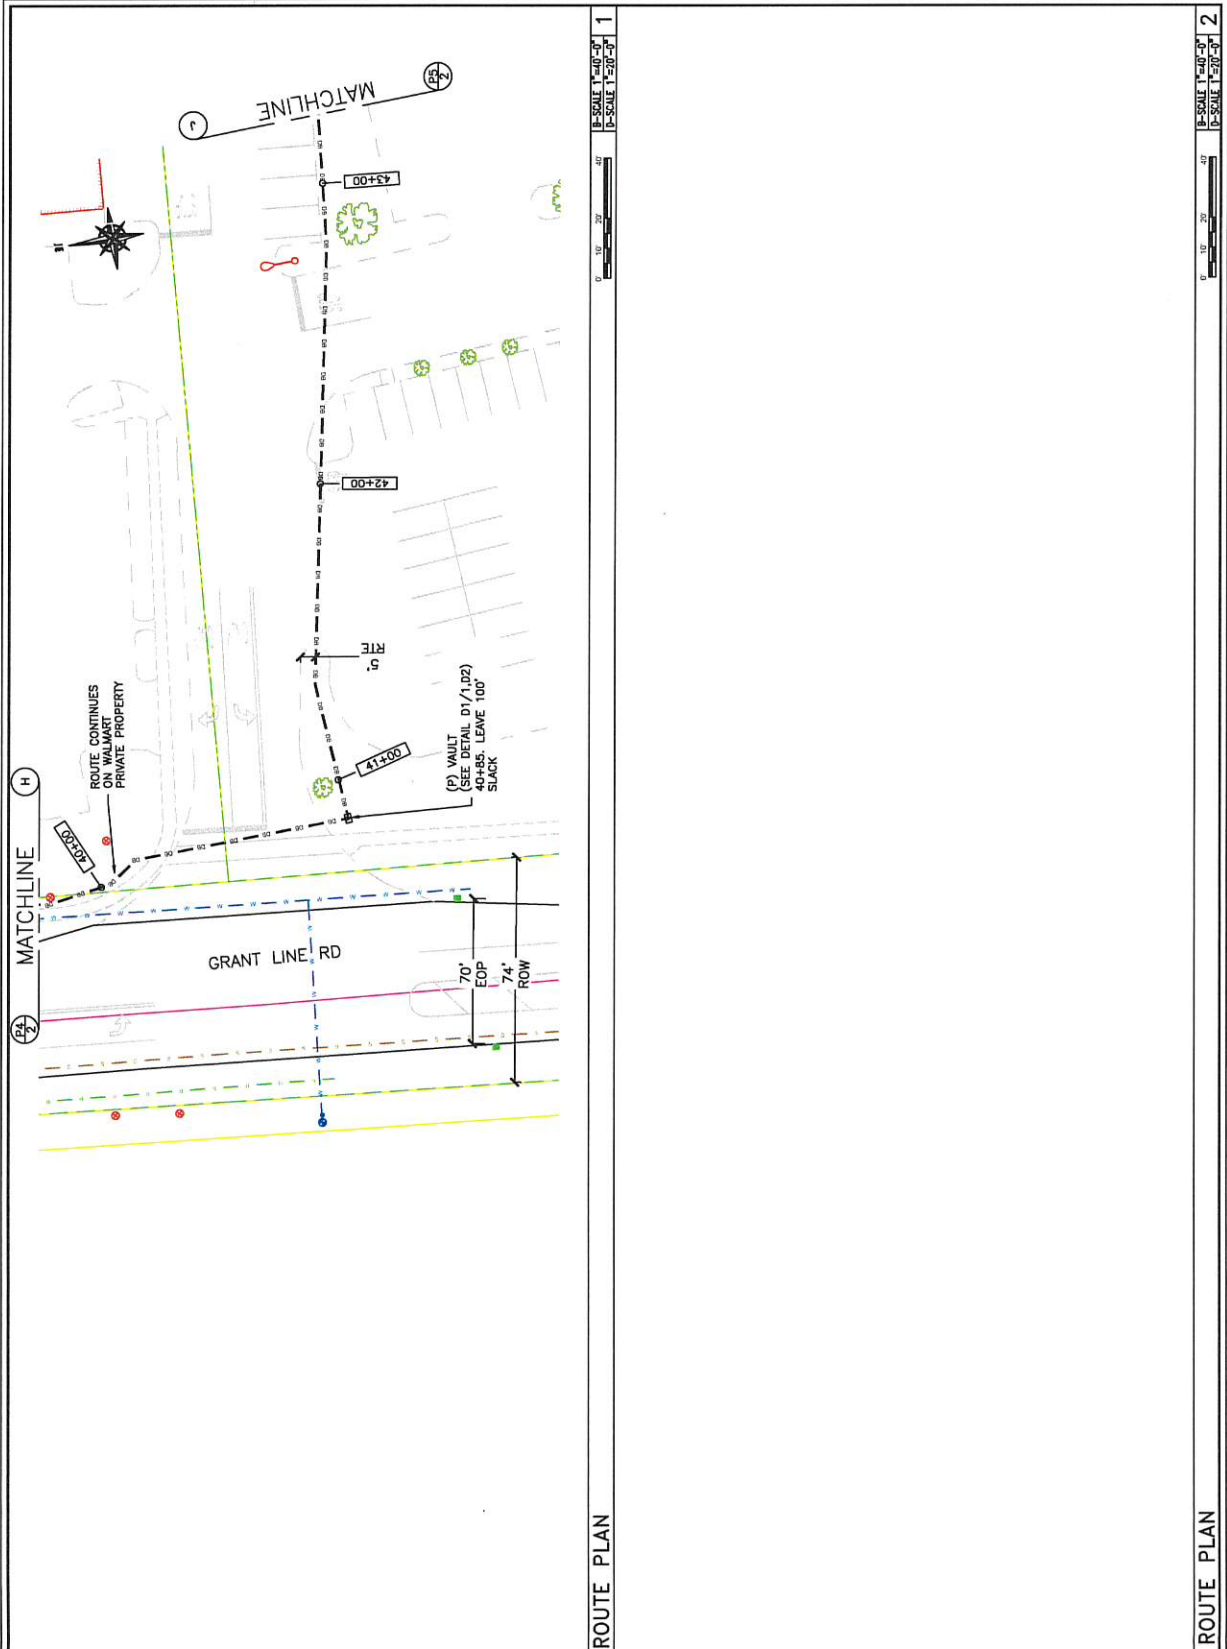 MATCHLINE
H
P4
2
ROUTE CONTINUES
ON WALMART
PRIVATE PROPERTY
40+00
GRANT LINE RD
70'
EOP
74'
ROW
(P) VAULT
(SEE DETAIL D1/1,D2)
40+85. LEAVE 100'
SLACK
41+00
5'
RTE
42+00
43+00
MATCHLINE
J
P5
2
ROUTE PLAN
0' 10' 20' 40'
B-SCALE 1"=40'-0"
D-SCALE 1"=20'-0"
1
ROUTE PLAN
0' 10' 20' 40'
B-SCALE 1"=40'-0"
D-SCALE 1"=20'-0"
2